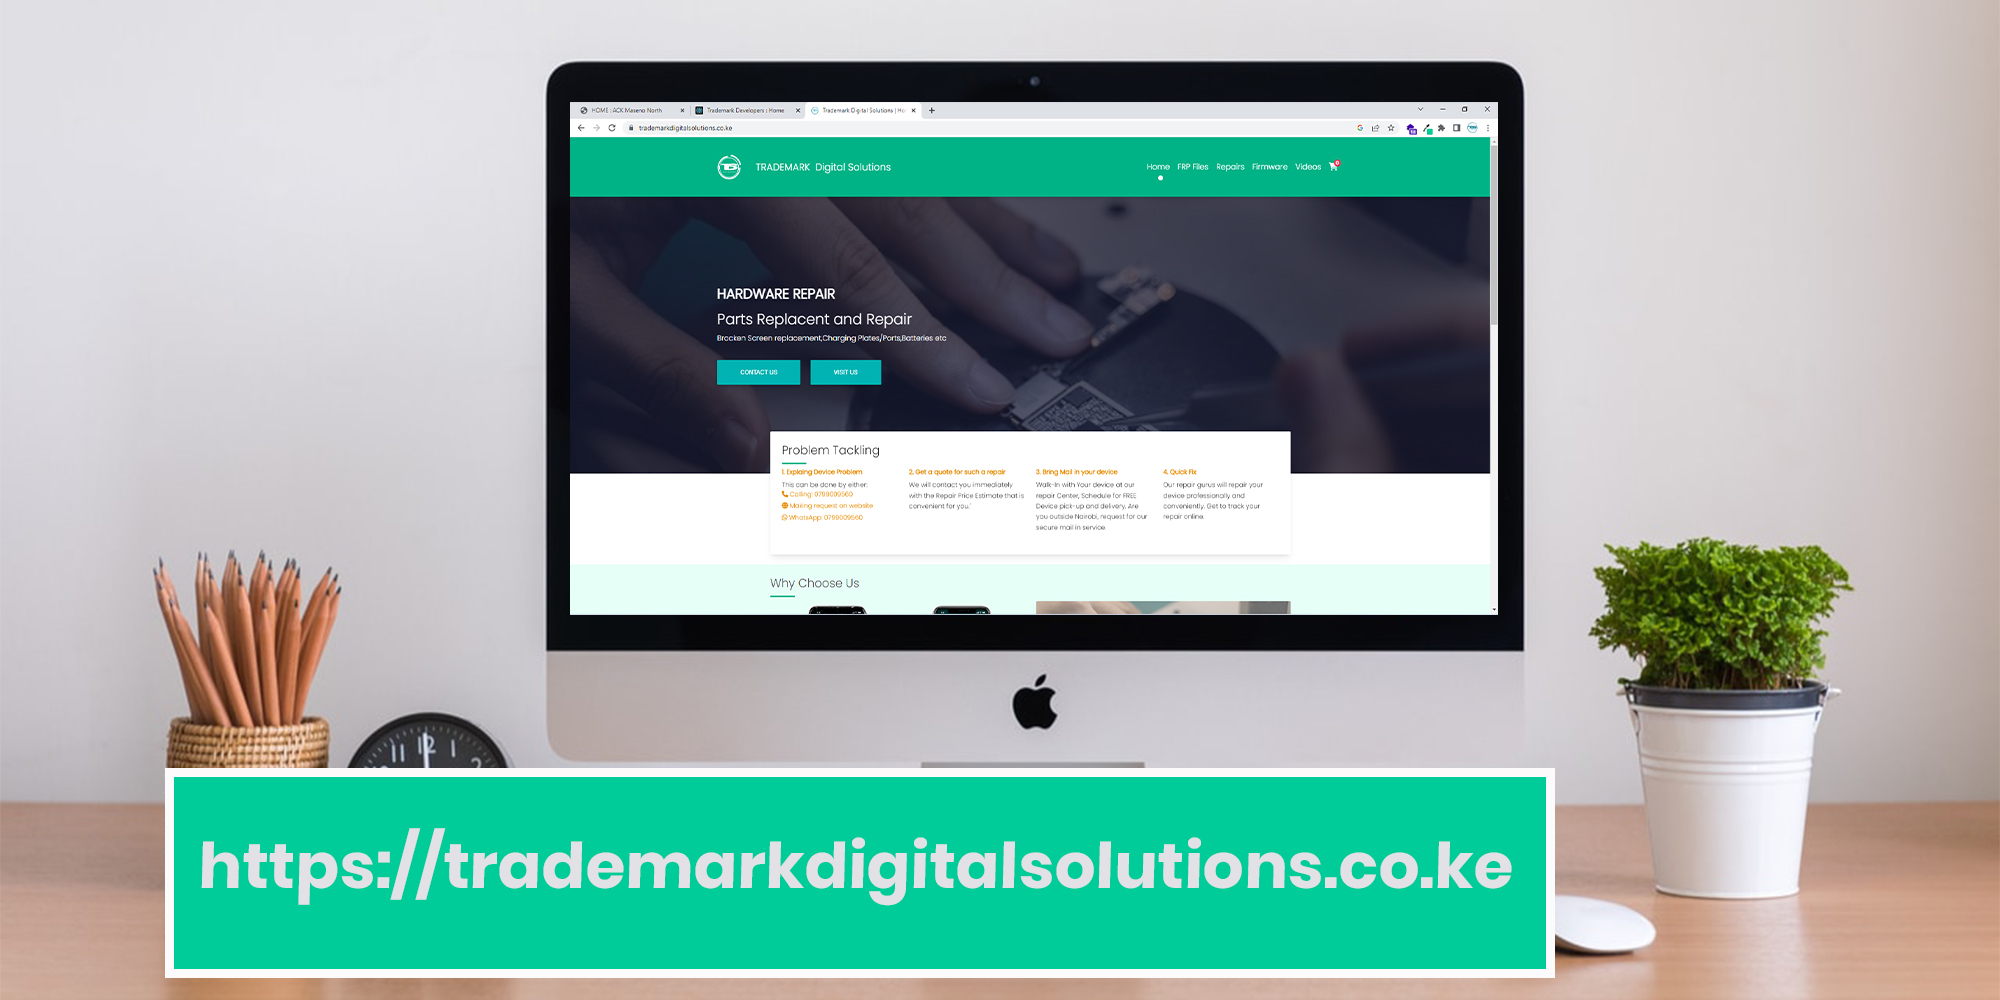 HOME : ACK Maseno North
Trademark Developers : Home
Trademark Digital Solutions | Ho
trademarkdigitalsolutions.co.ke
TRADEMARK Digital Solutions
Home FRP Files Repairs Firmware Videos 0
HARDWARE REPAIR
Parts Replacent and Repair
Brocken Screen replacement,Charging Plates/Ports,Batteries etc
CONTACT US VISIT US
Problem Tackling
1. Explaing Device Problem
This can be done by either:
Calling: 0799009560
Making request on website
WhatsApp: 0799009560
2. Get a quote for such a repair
We will contact you immediately
with the Repair Price Estimate that is
convenient for you.'
3. Bring Mail in your device
Walk-In with Your device at our
repair Center, Schedule for FREE
Device pick-up and delivery. Are
you outside Nairobi, request for our
secure mail in service.
4. Quick Fix
Our repair gurus will repair your
device professionally and
conveniently. Get to track your
repair online.
Why Choose Us
11 12 1
2
https://trademarkdigitalsolutions.co.ke